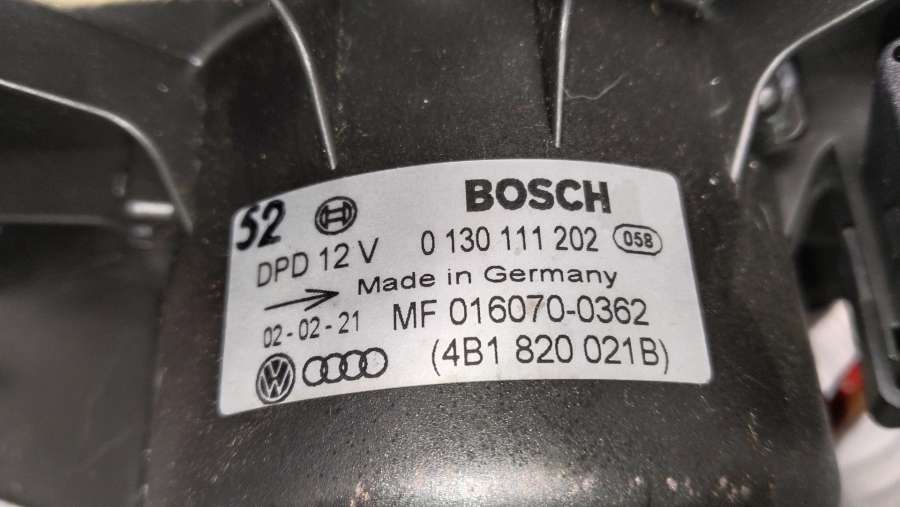 52 BOSCH
DPD 12 V 0 130 111 202 058
Made in Germany
02-02-21 MF 016070-0362
(4B1 820 021B)